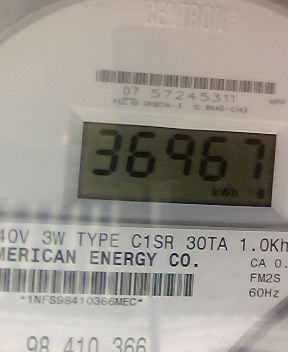 CENTRON®
07 57245311
36967
kWh
40V 3W TYPE C1SR 30TA 1.0Kh
MERICAN ENERGY CO.
CA 0.
FM2S
60Hz
*1NFS98410366MEC*
98 410 366